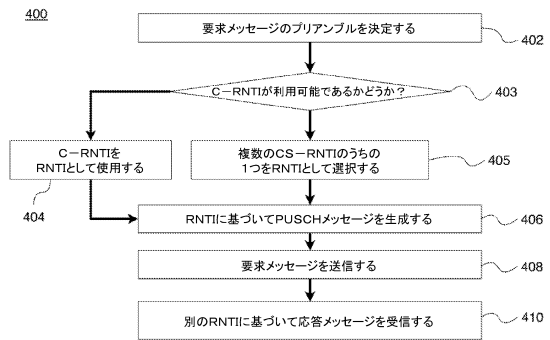 400
要求メッセージのプリアンブルを決定する
402
C－RNTIが利用可能であるかどうか？
403
C－RNTIを
RNTIとして使用する
404
複数のCS－RNTIのうちの
1つをRNTIとして選択する
405
RNTIに基づいてPUSCHメッセージを生成する
406
要求メッセージを送信する
408
別のRNTIに基づいて応答メッセージを受信する
410